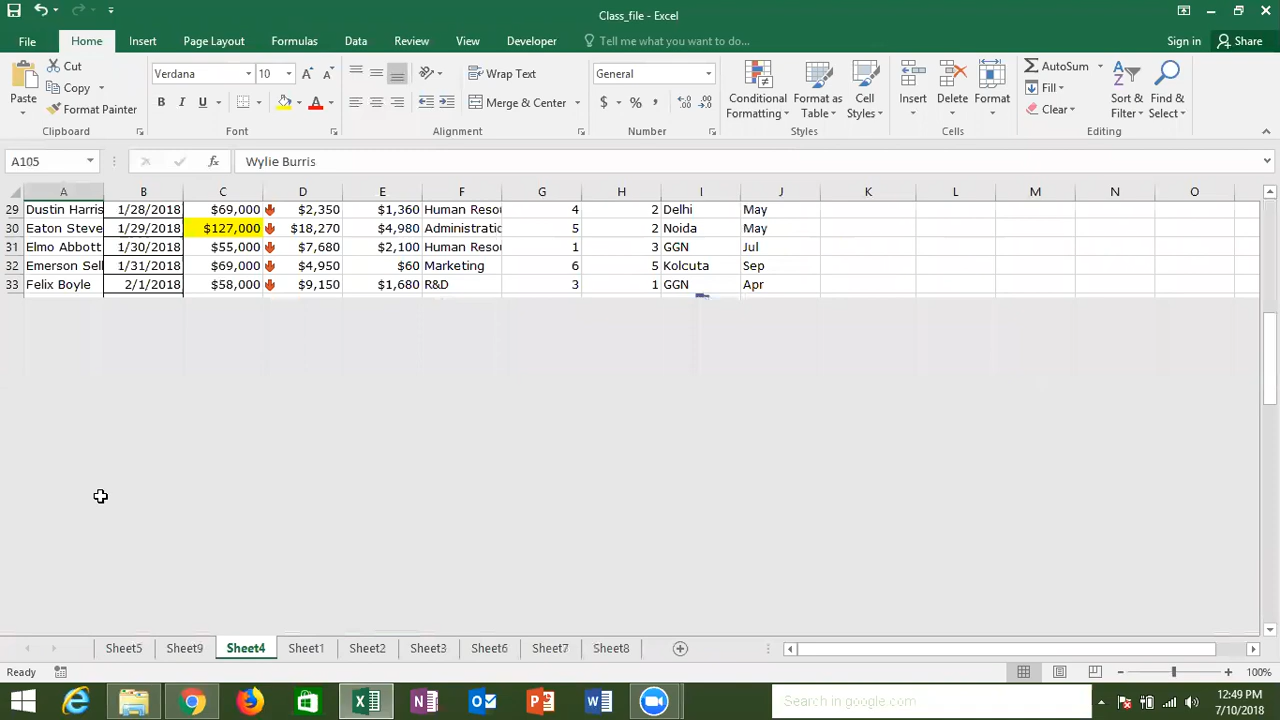 Class_file - Excel
File Home Insert Page Layout Formulas Data Review View Developer Tell me what you want to do... Sign in Share
Cut
Copy
Format Painter
Paste
Clipboard
Verdana 10
B I U
Font
Wrap Text
Merge & Center
Alignment
General
$ % ,
Number
Conditional Formatting
Format as Table
Cell Styles
Styles
Insert
Delete
Format
Cells
AutoSum
Fill
Clear
Sort & Filter
Find & Select
Editing
A105 fx Wylie Burris
A B C D E F G H I J K L M N O
29 Dustin Harris 1/28/2018 $69,000 $2,350 $1,360 Human Resou 4 2 Delhi May
30 Eaton Steve 1/29/2018 $127,000 $18,270 $4,980 Administratio 5 2 Noida May
31 Elmo Abbott 1/30/2018 $55,000 $7,680 $2,100 Human Resou 1 3 GGN Jul
32 Emerson Sell 1/31/2018 $69,000 $4,950 $60 Marketing 6 5 Kolcuta Sep
33 Felix Boyle 2/1/2018 $58,000 $9,150 $1,680 R&D 3 1 GGN Apr
Sheet5 Sheet9 Sheet4 Sheet1 Sheet2 Sheet3 Sheet6 Sheet7 Sheet8
Ready 100%
Search in google.com
12:49 PM
7/10/2018